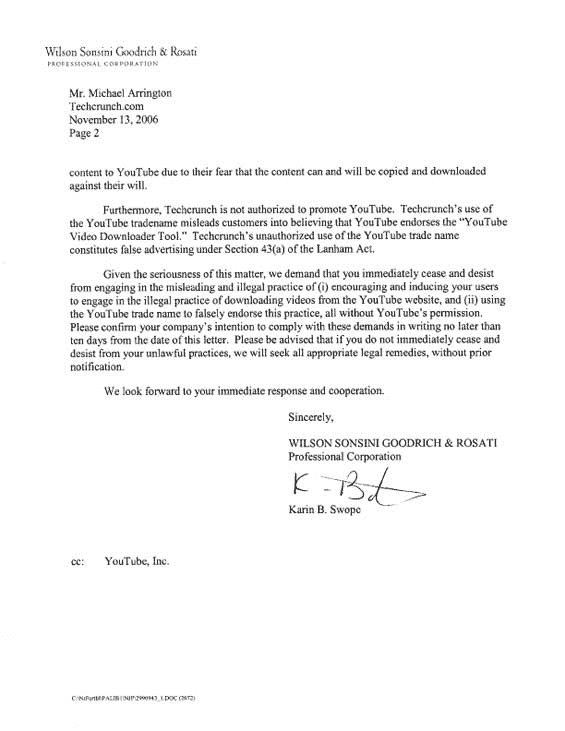 Wilson Sonsini Goodrich & Rosati
PROFESSIONAL CORPORATION
Mr. Michael Arrington
Techcrunch.com
November 13, 2006
Page 2
content to YouTube due to their fear that the content can and will be copied and downloaded
against their will.
Furthermore, Techcrunch is not authorized to promote YouTube. Techcrunch's use of
the YouTube tradename misleads customers into believing that YouTube endorses the "YouTube
Video Downloader Tool." Techcrunch's unauthorized use of the YouTube trade name
constitutes false advertising under Section 43(a) of the Lanham Act.
Given the seriousness of this matter, we demand that you immediately cease and desist
from engaging in the misleading and illegal practice of (i) encouraging and inducing your users
to engage in the illegal practice of downloading videos from the YouTube website, and (ii) using
the YouTube trade name to falsely endorse this practice, all without YouTube's permission.
Please confirm your company's intention to comply with these demands in writing no later than
ten days from the date of this letter. Please be advised that if you do not immediately cease and
desist from your unlawful practices, we will seek all appropriate legal remedies, without prior
notification.
We look forward to your immediate response and cooperation.
Sincerely,
WILSON SONSINI GOODRICH & ROSATI
Professional Corporation
Karin B. Swope
cc: YouTube, Inc.